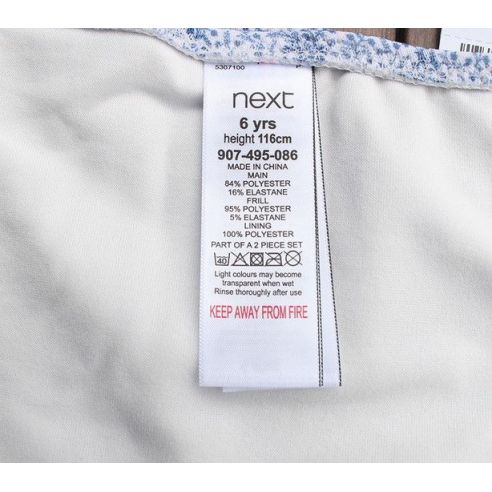 5307100
next
6 yrs
height 116cm
907-495-086
MADE IN CHINA
MAIN
84% POLYESTER
16% ELASTANE
FRILL
95% POLYESTER
5% ELASTANE
LINING
100% POLYESTER
PART OF A 2 PIECE SET
40
Light colours may become
transparent when wet
Rinse thoroughly after use
KEEP AWAY FROM FIRE